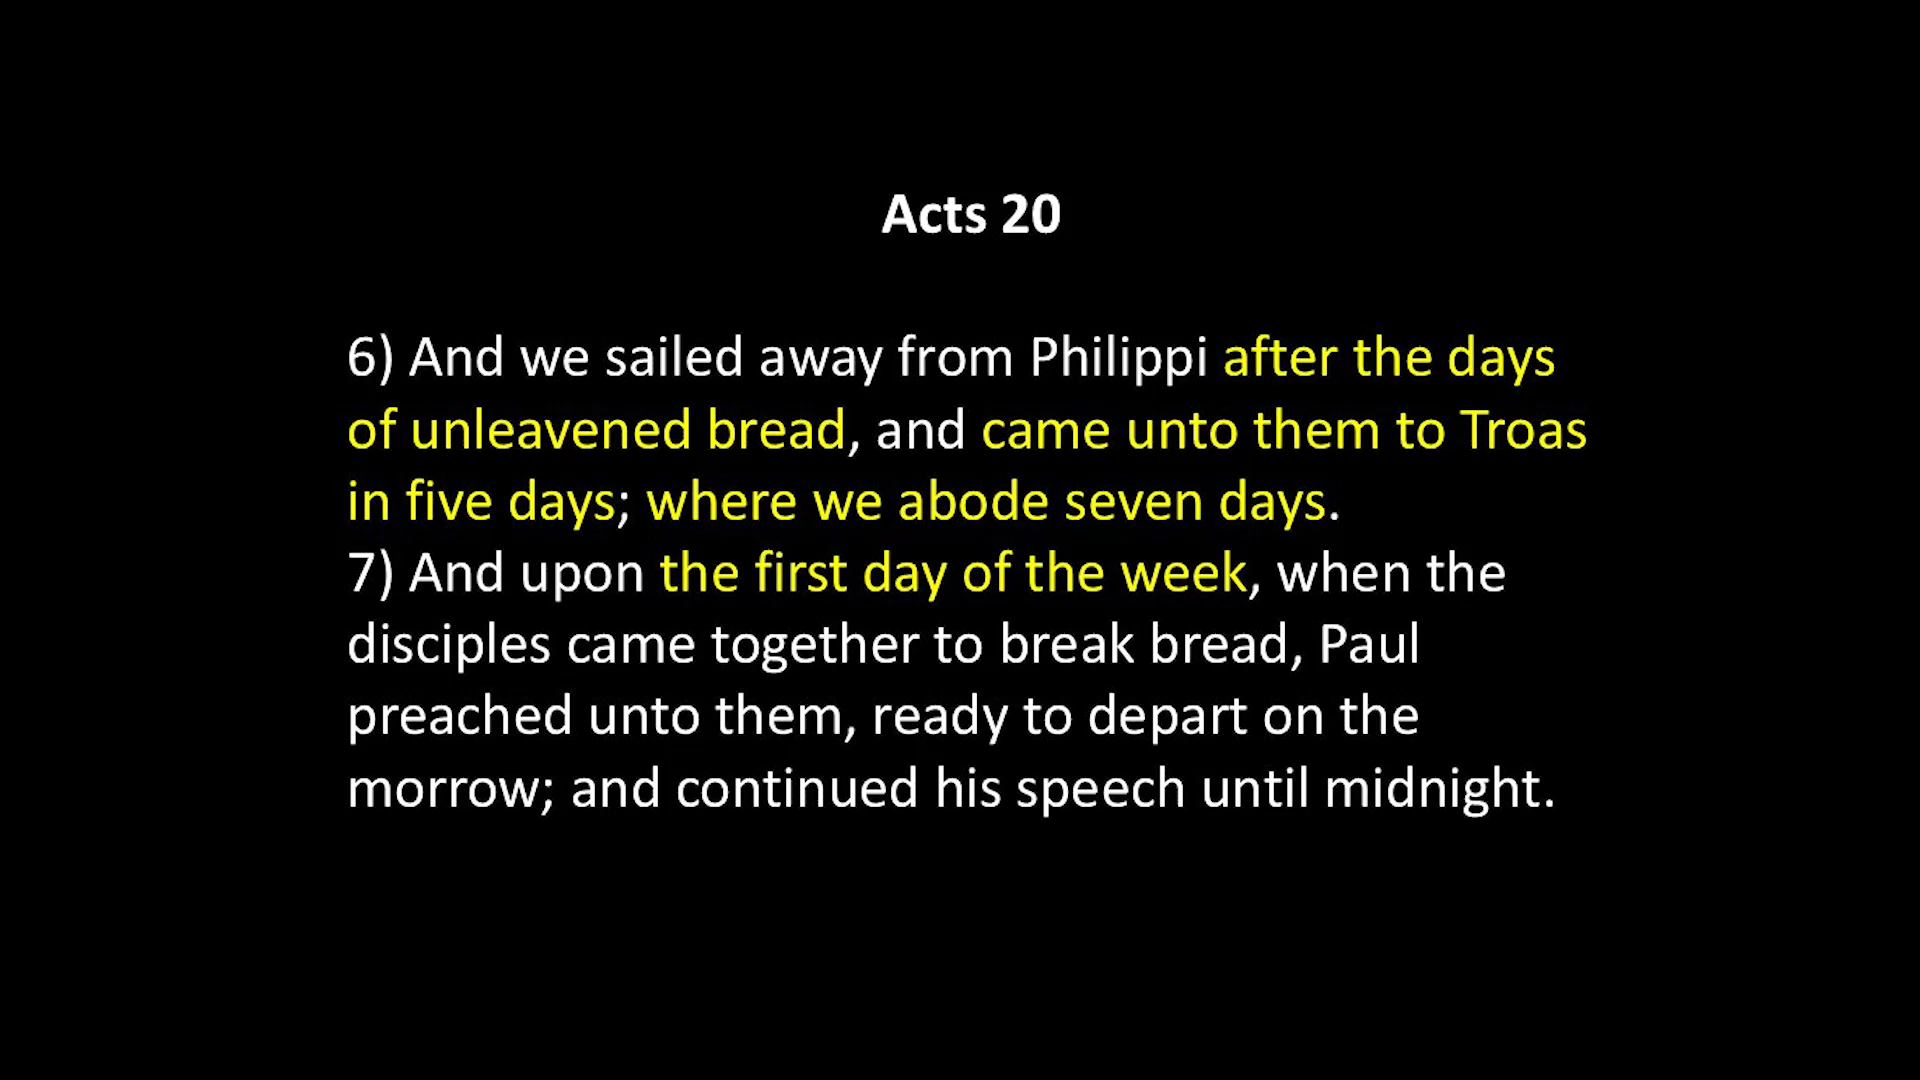 Acts 20
6) And we sailed away from Philippi after the days
of unleavened bread, and came unto them to Troas
in five days; where we abode seven days.
7) And upon the first day of the week, when the
disciples came together to break bread, Paul
preached unto them, ready to depart on the
morrow; and continued his speech until midnight.